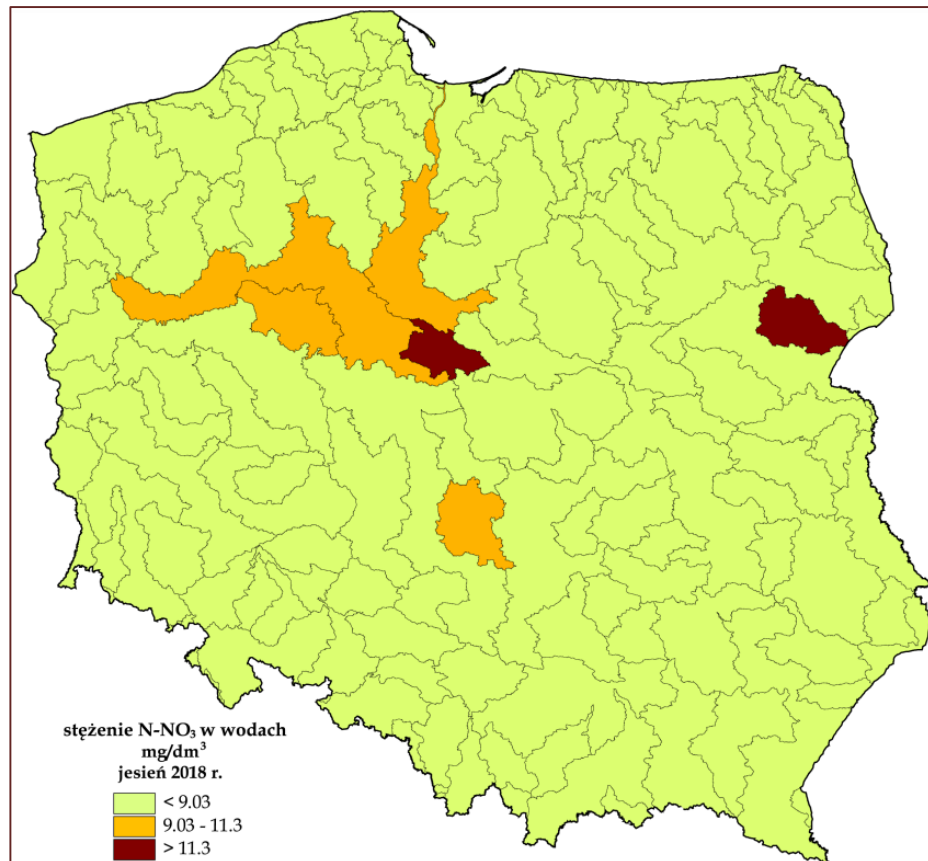 stężenie N-NO₃ w wodach
mg/dm³
jesień 2018 r.
< 9.03
9.03 - 11.3
> 11.3